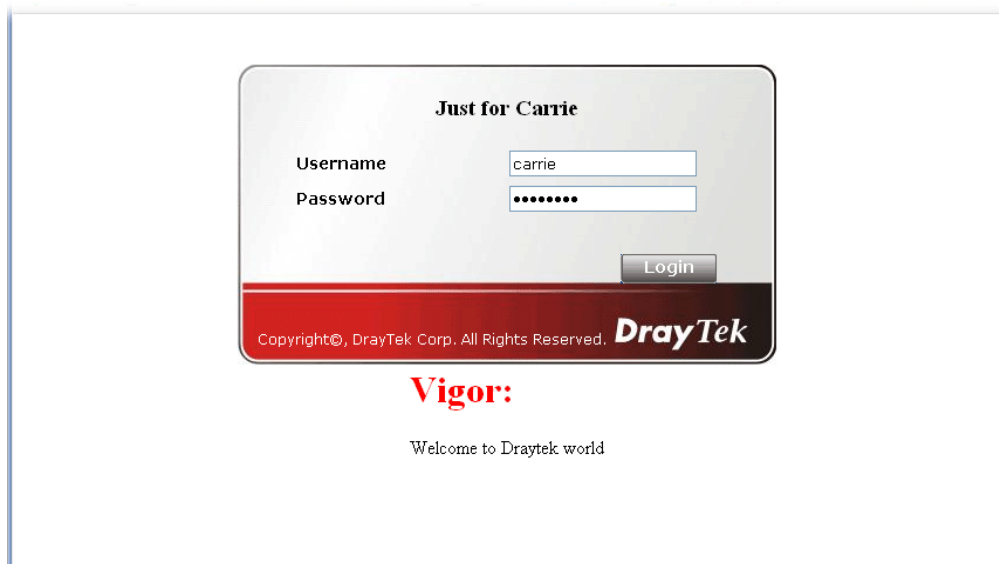 Just for Carrie
Username carrie
Password ••••••••
Login
Copyright©, DrayTek Corp. All Rights Reserved. DrayTek
Vigor:
Welcome to Draytek world